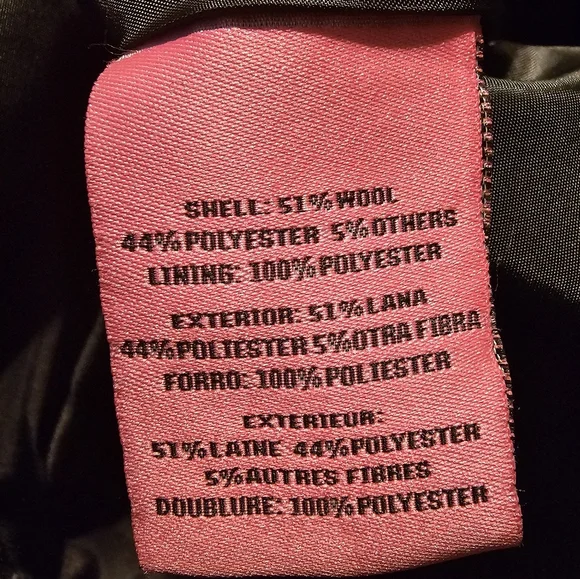 SHELL: 51% WOOL
44% POLYESTER 5% OTHERS
LINING: 100% POLYESTER
EXTERIOR: 51% LANA
44% POLIESTER 5% OTRA FIBRA
FORRO: 100% POLIESTER
EXTERIEUR:
51% LAINE 44% POLYESTER
5% AUTRES FIBRES
DOUBLURE: 100% POLYESTER